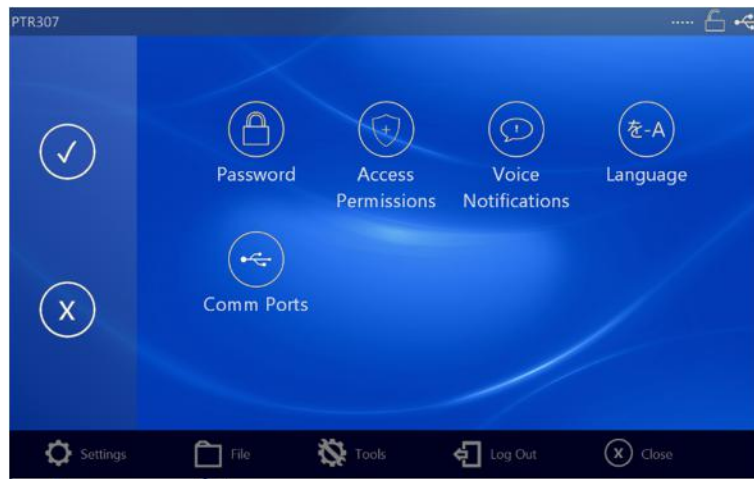 PTR307
Password
Access
Permissions
Voice
Notifications
を-A
Language
Comm Ports
X
Settings
File
Tools
Log Out
X
Close